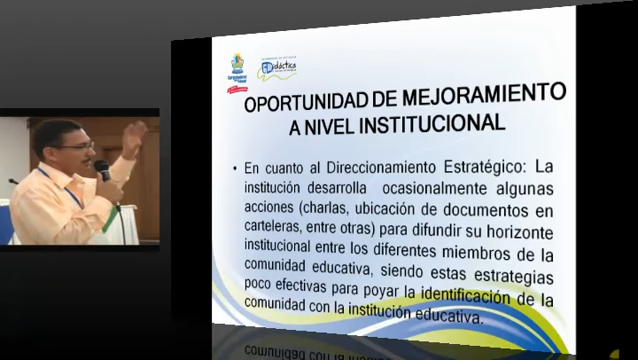 didáctica
OPORTUNIDAD DE MEJORAMIENTO
A NIVEL INSTITUCIONAL
• En cuanto al Direccionamiento Estratégico: La
institución desarrolla ocasionalmente algunas
acciones (charlas, ubicación de documentos en
carteleras, entre otras) para difundir su horizonte
institucional entre los diferentes miembros de la
comunidad educativa, siendo estas estrategias
poco efectivas para poyar la identificación de la
comunidad con la institución educativa.